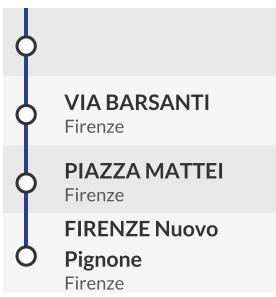 VIA BARSANTI
Firenze
PIAZZA MATTEI
Firenze
FIRENZE Nuovo
Pignone
Firenze